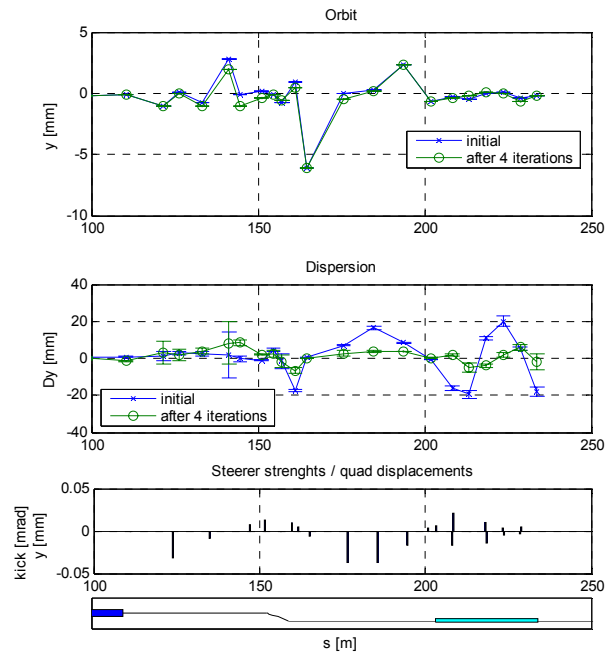 Orbit
5
0
-5
-10
y [mm]
initial
after 4 iterations
100
150
200
250
Dispersion
40
20
0
-20
-40
Dy [mm]
initial
after 4 iterations
100
150
200
250
Steerer strenghts / quad displacements
0.05
0
-0.05
kick [mrad]
y [mm]
100
150
200
250
s [m]